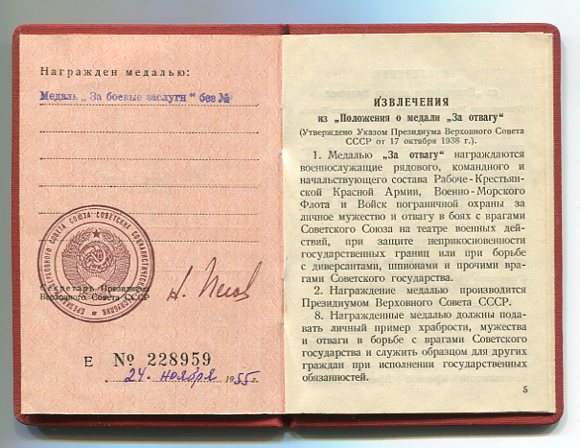 Награжден медалью:
Медаль „За боевые заслуги" без №
Секретарь Президиума
Верховного Совета СССР
Н. Пегов
Е № 228959
24 ноября 1955 г.
ИЗВЛЕЧЕНИЯ
из „Положения о медали „За отвагу"
(Утверждено Указом Президиума Верховного Совета
СССР от 17 октября 1938 г.).
1. Медалью „За отвагу" награждаются
военнослужащие рядового, командного и
начальствующего состава Рабоче-Крестьян-
ской Красной Армии, Военно-Морского
Флота и Войск пограничной охраны за
личное мужество и отвагу в боях с врагами
Советского Союза на театре военных дей-
ствий, при защите неприкосновенности
государственных границ или при борьбе
с диверсантами, шпионами и прочими врага-
ми Советского государства.
2. Награждение медалью производится
Президиумом Верховного Совета СССР.
8. Награжденные медалью должны пода-
вать личный пример храбрости, мужества
и отваги в борьбе с врагами Советского
государства и служить образцом для других
граждан при исполнении государственных
обязанностей.
5